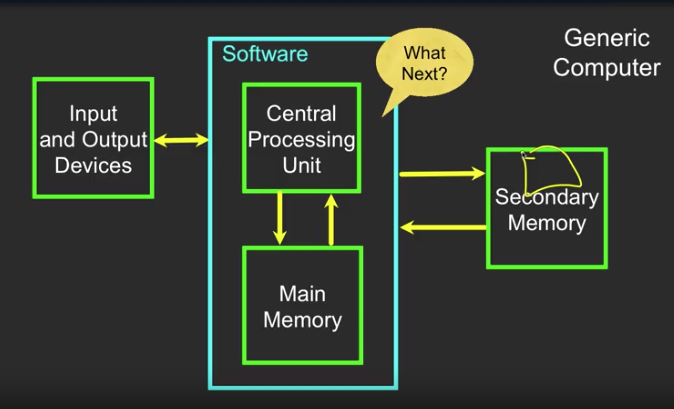 Generic
Computer
Software
What
Next?
Input
and Output
Devices
Central
Processing
Unit
Secondary
Memory
Main
Memory